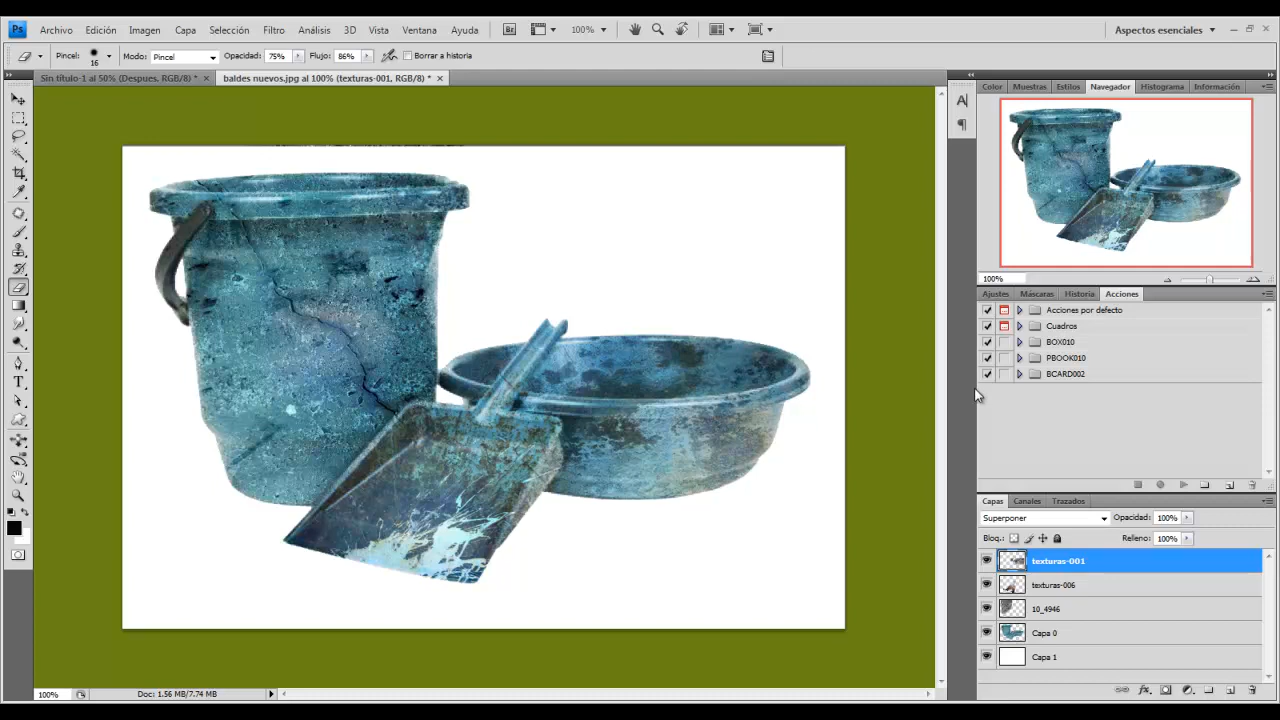 Ps Archivo Edición Imagen Capa Selección Filtro Análisis 3D Vista Ventana Ayuda Br 100% Aspectos esenciales
Pincel: 16 Modo: Pincel Opacidad: 75% Flujo: 86% Borrar a historia
Sin título-1 al 50% (Despues, RGB/8) * × baldes nuevos.jpg al 100% (texturas-001, RGB/8) * ×
Color Muestras Estilos Navegador Histograma Información
100%
Ajustes Máscaras Historia Acciones
Acciones por defecto
Cuadros
BOX010
PBOOK010
BCARD002
Capas Canales Trazados
Superponer Opacidad: 100%
Bloq.: Relleno: 100%
texturas-001
texturas-006
10_4946
Capa 0
Capa 1
100% Doc: 1.56 MB/7.74 MB